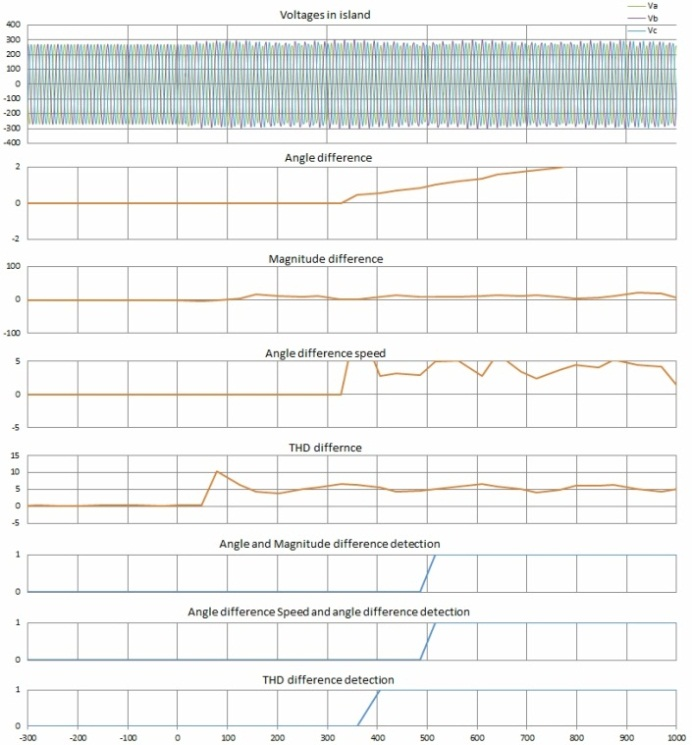 Voltages in island
Va
Vb
Vc
400
300
200
100
0
-100
-200
-300
-400
Angle difference
2
0
-2
Magnitude difference
100
0
-100
Angle difference speed
5
0
-5
THD differnce
15
10
5
0
-5
Angle and Magnitude difference detection
1
0
Angle difference Speed and angle difference detection
1
0
THD difference detection
1
0
-300 -200 -100 0 100 200 300 400 500 600 700 800 900 1000